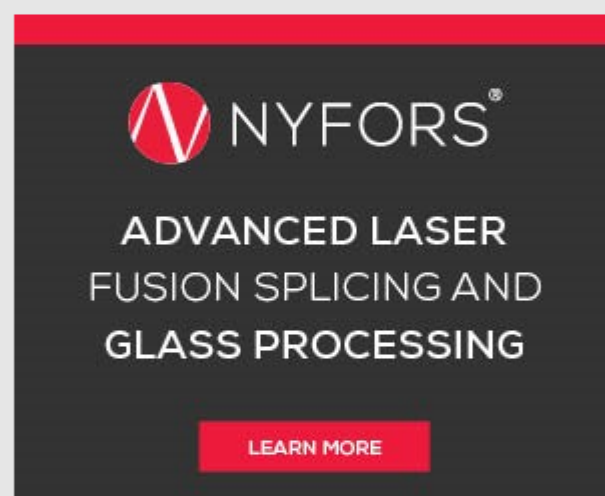 NYFORS®
ADVANCED LASER
FUSION SPLICING AND
GLASS PROCESSING
LEARN MORE